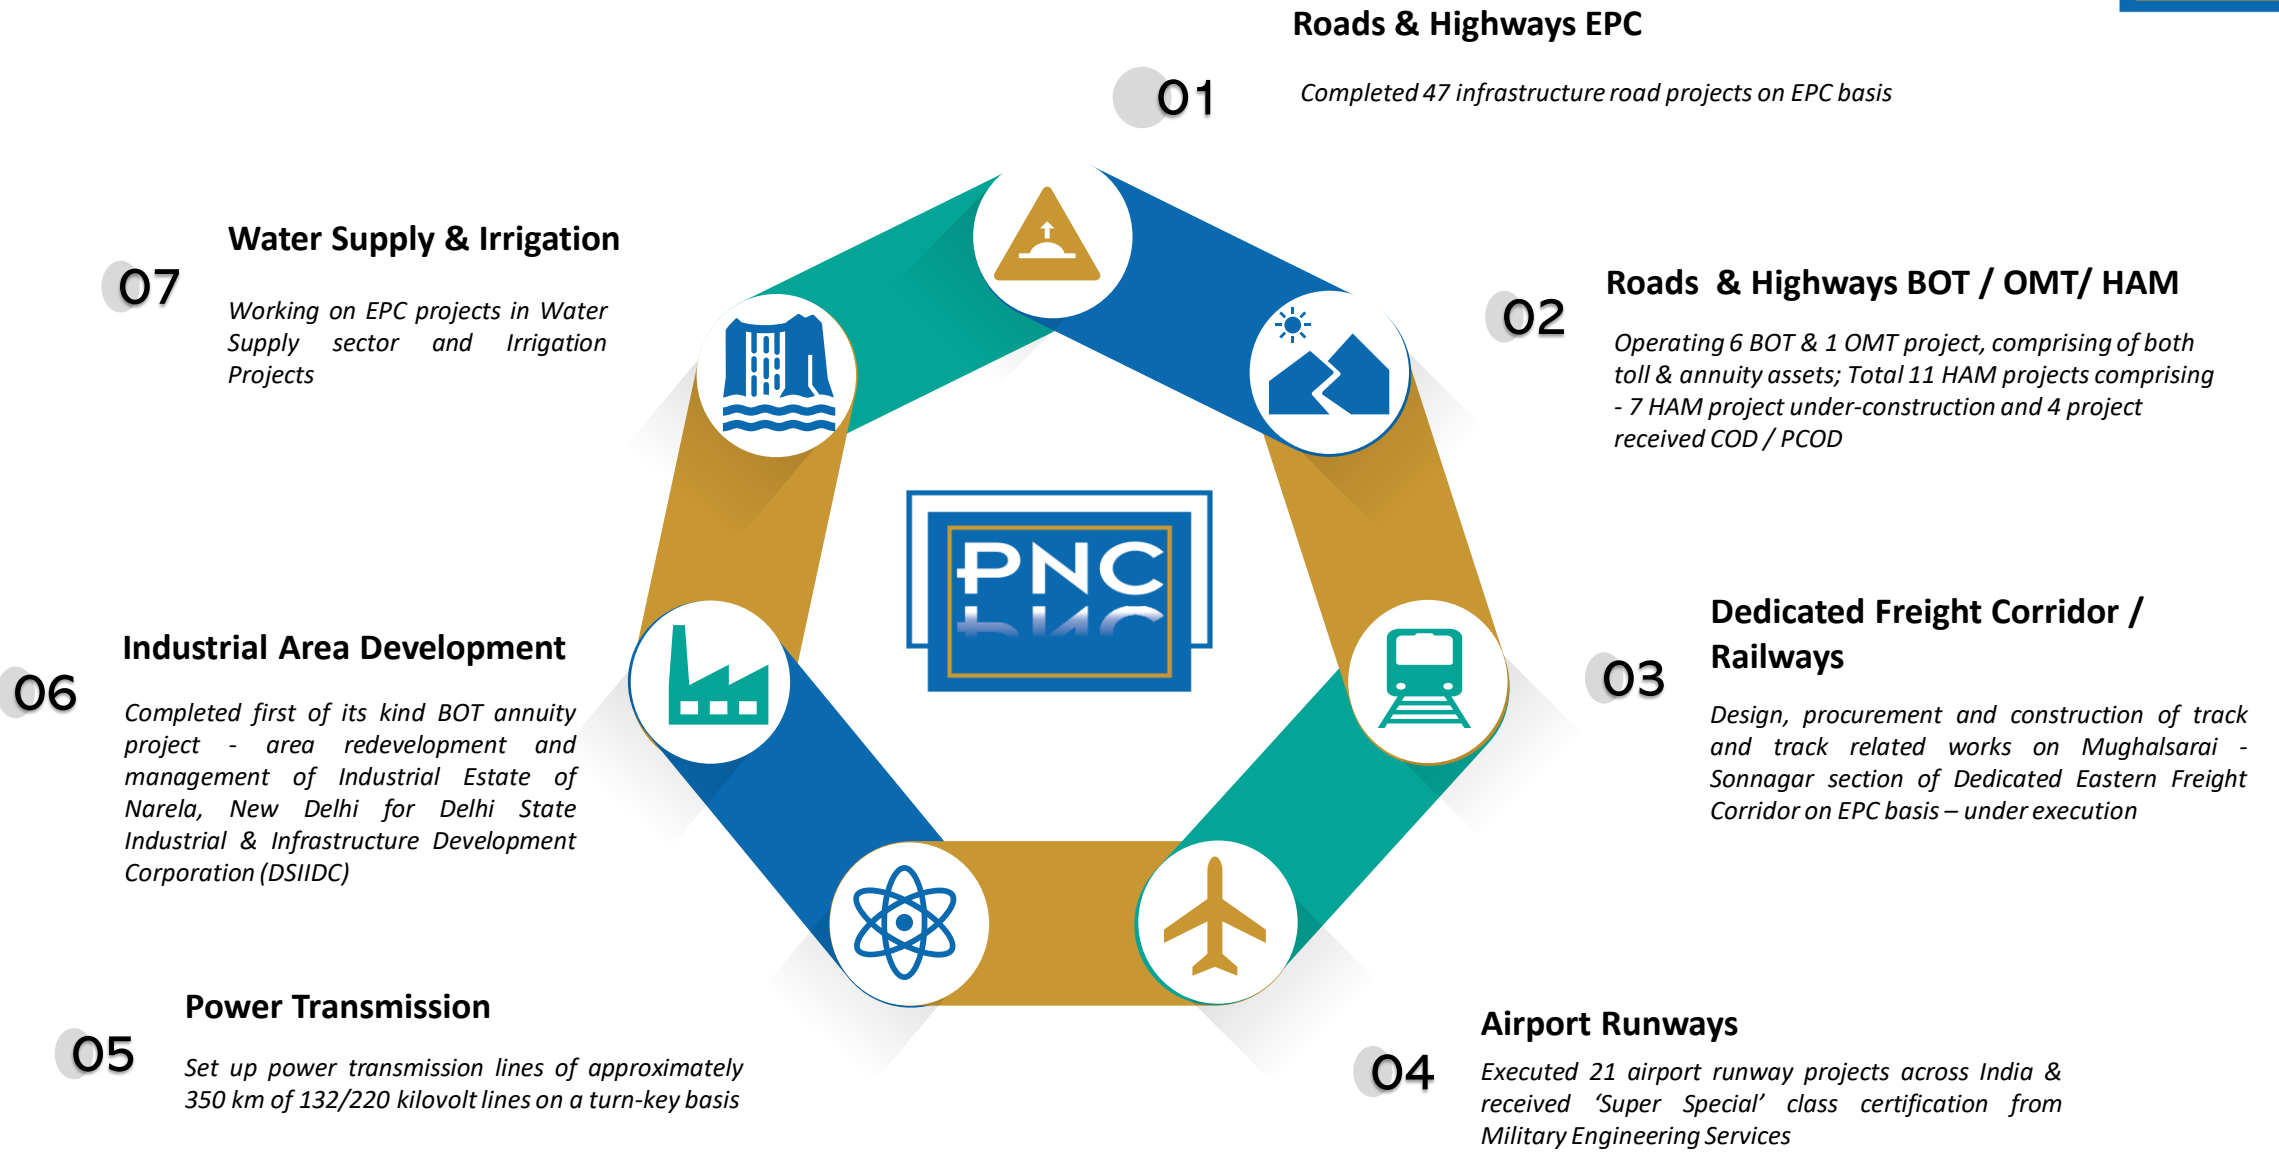 Roads & Highways EPC
01
Completed 47 infrastructure road projects on EPC basis
Roads & Highways BOT / OMT/ HAM
02
Operating 6 BOT & 1 OMT project, comprising of both
toll & annuity assets; Total 11 HAM projects comprising
- 7 HAM project under-construction and 4 project
received COD / PCOD
Dedicated Freight Corridor /
Railways
03
Design, procurement and construction of track
and track related works on Mughalsarai -
Sonnagar section of Dedicated Eastern Freight
Corridor on EPC basis – under execution
Airport Runways
04
Executed 21 airport runway projects across India &
received ‘Super Special’ class certification from
Military Engineering Services
Power Transmission
05
Set up power transmission lines of approximately
350 km of 132/220 kilovolt lines on a turn-key basis
Industrial Area Development
06
Completed first of its kind BOT annuity
project - area redevelopment and
management of Industrial Estate of
Narela, New Delhi for Delhi State
Industrial & Infrastructure Development
Corporation (DSIIDC)
Water Supply & Irrigation
07
Working on EPC projects in Water
Supply sector and Irrigation
Projects
PNC